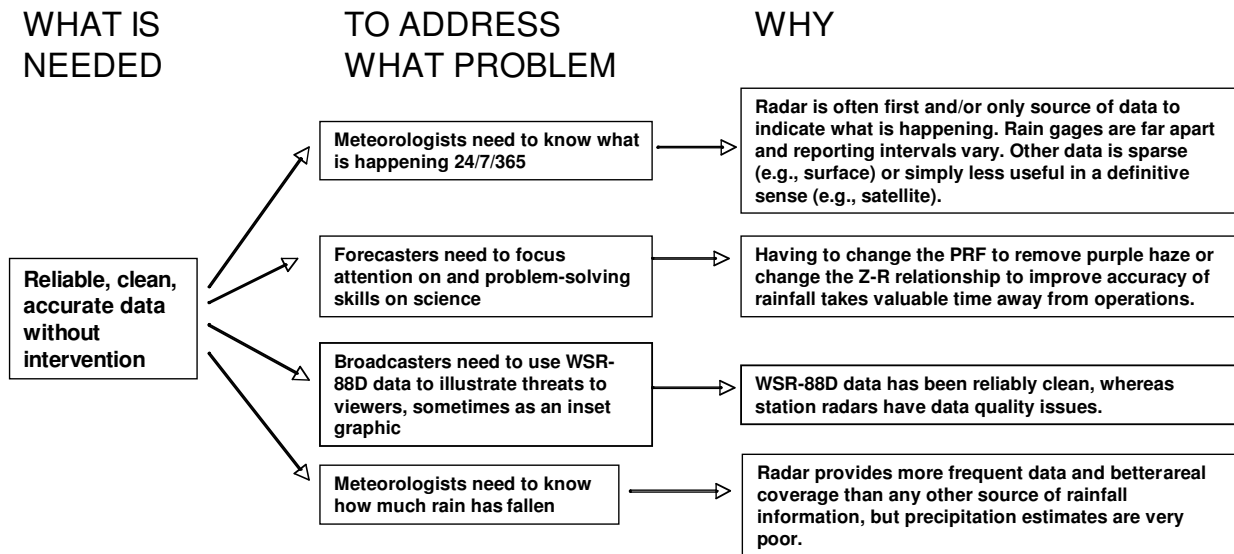 WHAT IS
NEEDED
TO ADDRESS
WHAT PROBLEM
WHY
Reliable, clean,
accurate data
without
intervention
Meteorologists need to know what
is happening 24/7/365
Radar is often first and/or only source of data to
indicate what is happening. Rain gages are far apart
and reporting intervals vary. Other data is sparse
(e.g., surface) or simply less useful in a definitive
sense (e.g., satellite).
Forecasters need to focus
attention on and problem-solving
skills on science
Having to change the PRF to remove purple haze or
change the Z-R relationship to improve accuracy of
rainfall takes valuable time away from operations.
Broadcasters need to use WSR-
88D data to illustrate threats to
viewers, sometimes as an inset
graphic
WSR-88D data has been reliably clean, whereas
station radars have data quality issues.
Meteorologists need to know
how much rain has fallen
Radar provides more frequent data and betterareal
coverage than any other source of rainfall
information, but precipitation estimates are very
poor.